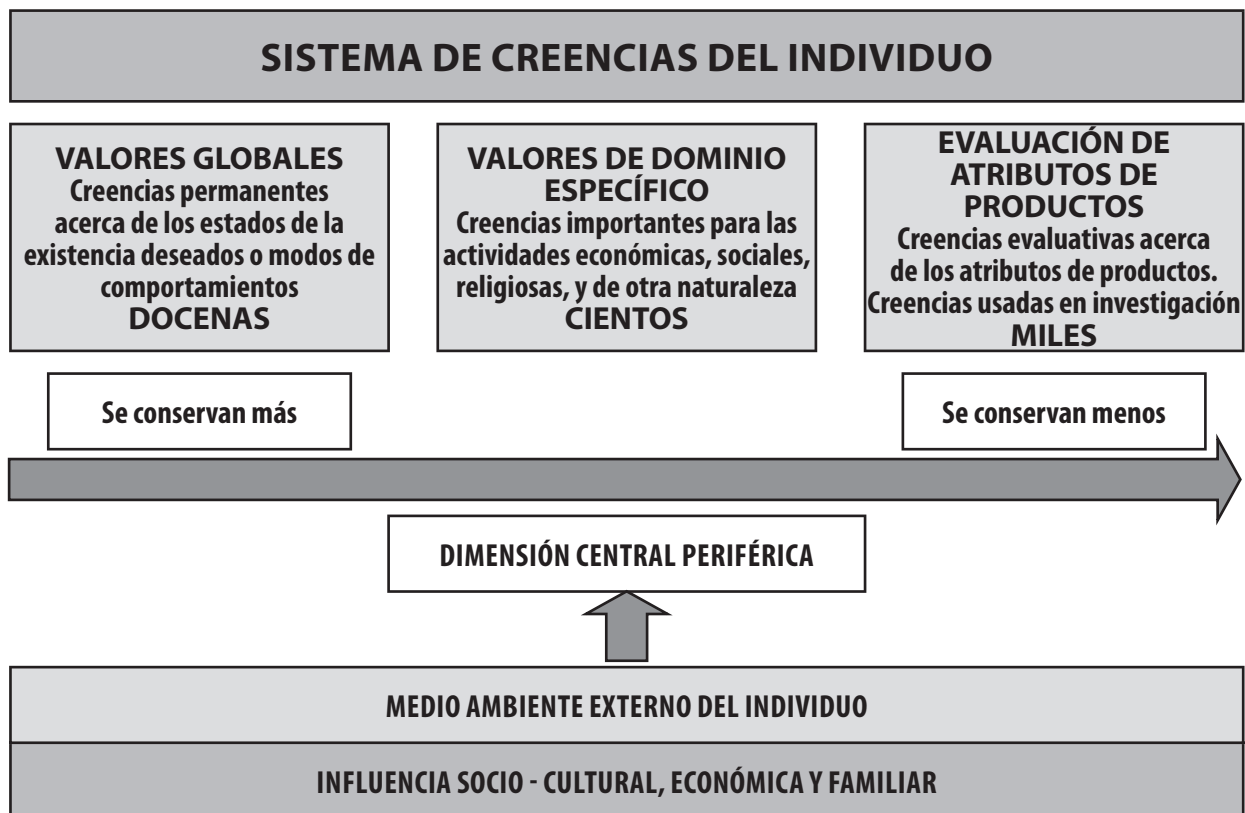 SISTEMA DE CREENCIAS DEL INDIVIDUO
VALORES GLOBALES
Creencias permanentes
acerca de los estados de la
existencia deseados o modos de
comportamientos
DOCENAS
VALORES DE DOMINIO
ESPECÍFICO
Creencias importantes para las
actividades económicas, sociales,
religiosas, y de otra naturaleza
CIENTOS
EVALUACIÓN DE
ATRIBUTOS DE
PRODUCTOS
Creencias evaluativas acerca
de los atributos de productos.
Creencias usadas en investigación
MILES
Se conservan más
Se conservan menos
DIMENSIÓN CENTRAL PERIFÉRICA
MEDIO AMBIENTE EXTERNO DEL INDIVIDUO
INFLUENCIA SOCIO - CULTURAL, ECONÓMICA Y FAMILIAR